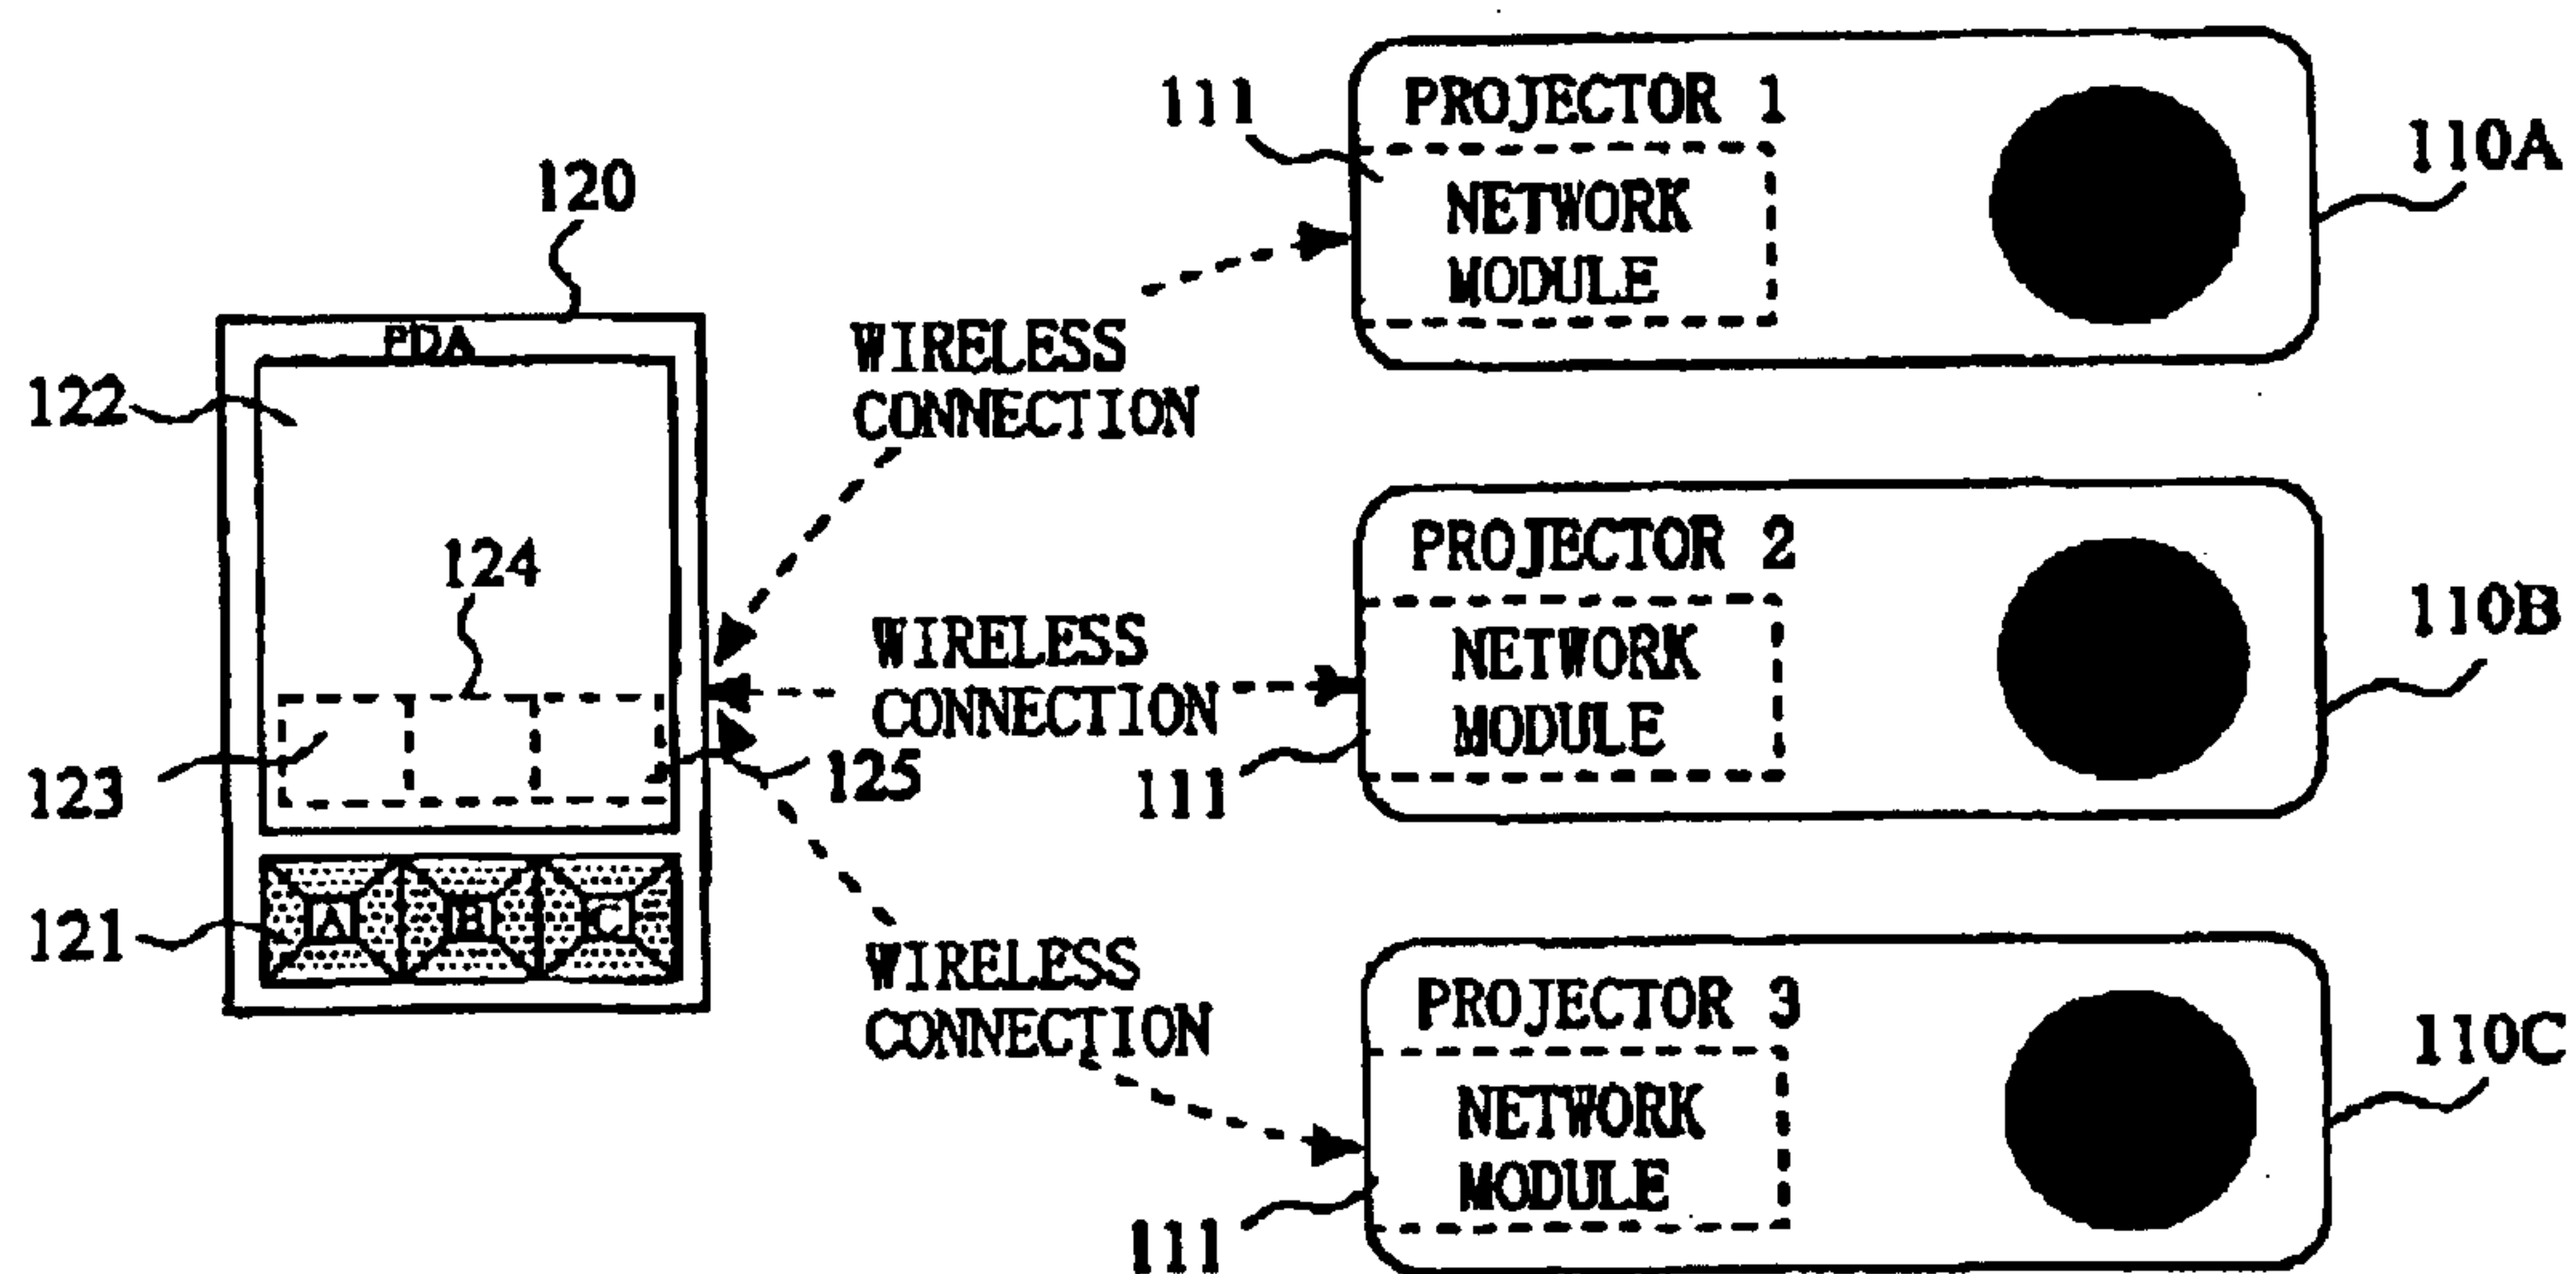 120
PDA
122
124
123
125
121
A B C
WIRELESS
CONNECTION
WIRELESS
CONNECTION
WIRELESS
CONNECTION
111
PROJECTOR 1
NETWORK
MODULE
110A
PROJECTOR 2
NETWORK
MODULE
111
110B
PROJECTOR 3
NETWORK
MODULE
111
110C